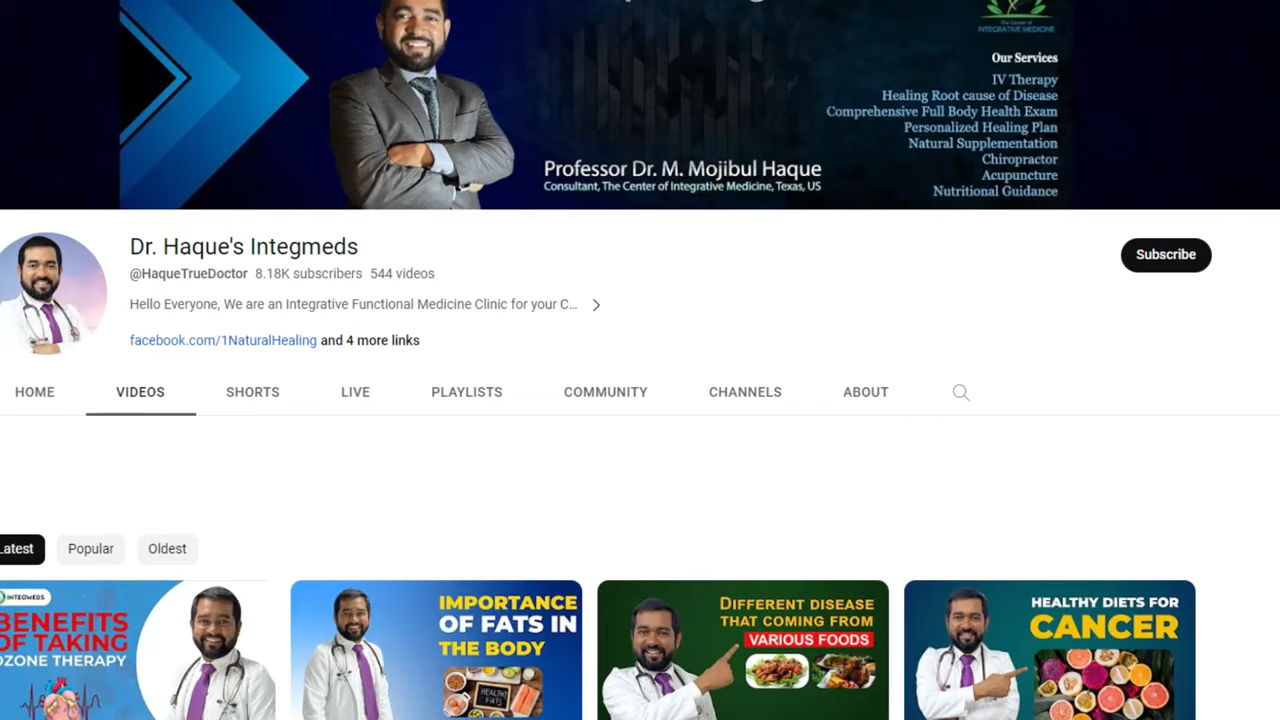 The Center of
INTEGRATIVE MEDICINE
Our Services
IV Therapy
Healing Root cause of Disease
Comprehensive Full Body Health Exam
Personalized Healing Plan
Natural Supplementation
Chiropractor
Acupuncture
Nutritional Guidance
Professor Dr. M. Mojibul Haque
Consultant, The Center of Integrative Medicine, Texas, US
Dr. Haque's Integmeds
@HaqueTrueDoctor 8.18K subscribers 544 videos
Subscribe
Hello Everyone, We are an Integrative Functional Medicine Clinic for your C...
facebook.com/1NaturalHealing and 4 more links
HOME VIDEOS SHORTS LIVE PLAYLISTS COMMUNITY CHANNELS ABOUT
Latest Popular Oldest
INTEGMEDS
BENEFITS
OF TAKING
OZONE THERAPY
IMPORTANCE
OF FATS IN
THE BODY
HEALTHY
FATS
DIFFERENT DISEASE
THAT COMING FROM
VARIOUS FOODS
HEALTHY DIETS FOR
CANCER